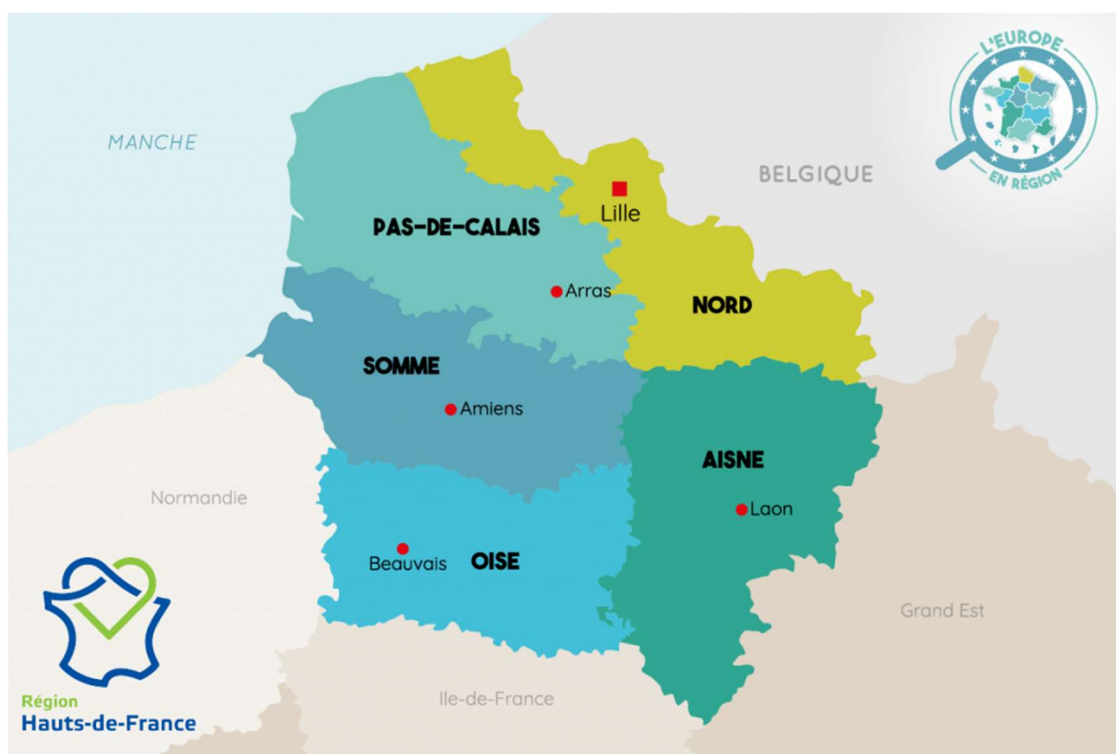 L'EUROPE
EN RÉGION
MANCHE
BELGIQUE
Lille
PAS-DE-CALAIS
Arras
NORD
SOMME
Amiens
AISNE
Normandie
Laon
Beauvais
OISE
Grand Est
Ile-de-France
Région
Hauts-de-France